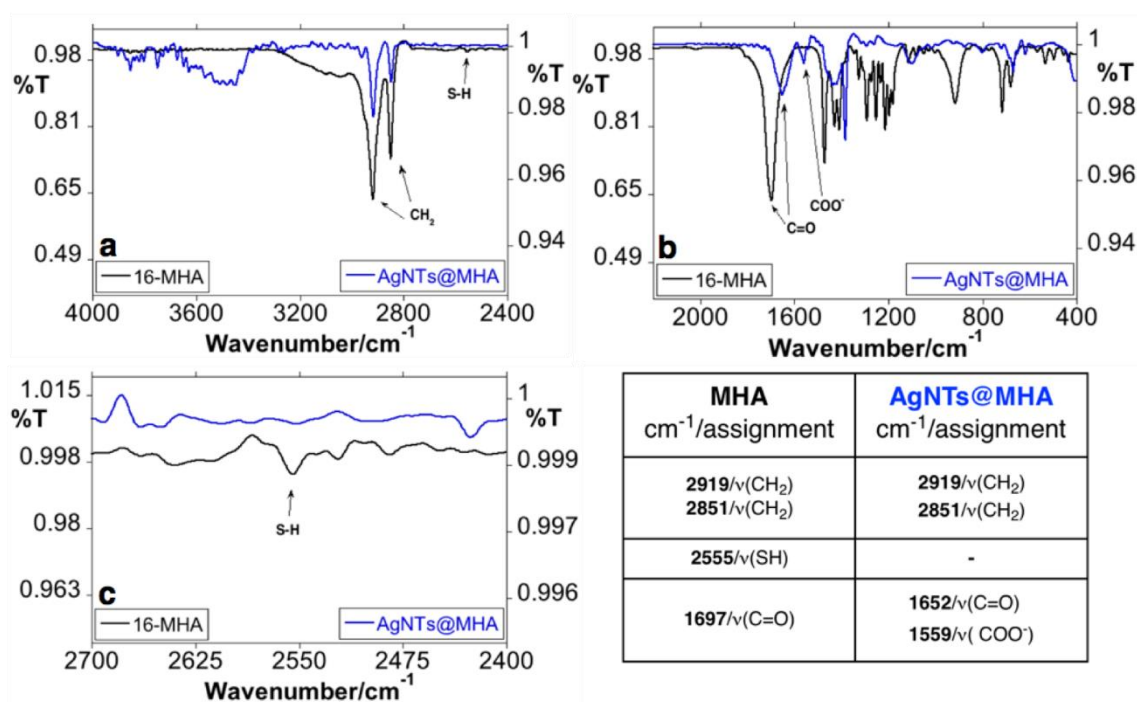 %T
0.98
0.81
0.65
0.49
1
%T
0.98
0.96
0.94
S-H
CH2
a
16-MHA
AgNTs@MHA
4000 3600 3200 2800 2400
Wavenumber/cm-1
%T
0.98
0.81
0.65
0.49
1
%T
0.98
0.96
0.94
COO-
C=O
b
16-MHA
AgNTs@MHA
2000 1600 1200 800 400
Wavenumber/cm-1
1.015
%T
0.998
0.98
0.963
1
%T
0.999
0.997
0.996
S-H
c
16-MHA
AgNTs@MHA
2700 2625 2550 2475 2400
Wavenumber/cm-1
MHA
cm-1/assignment
AgNTs@MHA
cm-1/assignment
2919/ν(CH2)
2851/ν(CH2)
2919/ν(CH2)
2851/ν(CH2)
2555/ν(SH)
-
1697/ν(C=O)
1652/ν(C=O)
1559/ν( COO-)